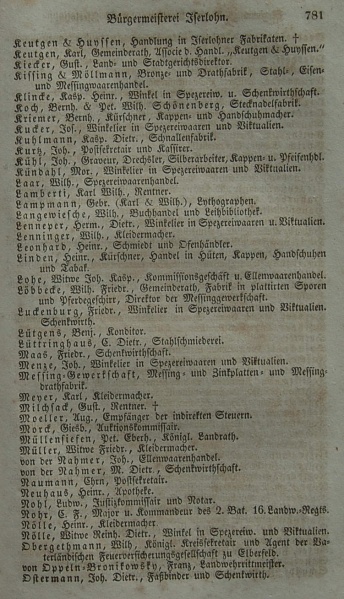 Bürgermeisterei Iserlohn. 781
Keutgen & Huyssen, Handlung in Iserlohner Fabrikaten. †
Keutgen, Karl, Gemeinderath, Associe d. Handl. „Keutgen & Huyssen."
Kiecker, Gust., Land- und Stadtgerichtsdirektor.
Kissing & Möllmann, Bronze- und Drathfabrik, Stahl-, Eisen-
und Messingwaarenhandel.
Klincke, Kasp. Heinr., Winkel in Spezereiw. u. Schenkwirthschaft.
Koch, Bernh. & Pet. Wilh. Schönenberg, Stecknadelfabrik.
Kriemer, Bernh., Kürschner, Kappen- und Handschuhmacher.
Kucker, Jos., Winkelier in Spezereiwaaren und Viktualien.
Kuhlmann, Kasp. Dietr., Schnallenfabrik.
Kurtz, Joh., Postsekretair und Kassirer.
Kühl, Joh., Graveur, Drechsler, Silberarbeiter, Kappen- u. Pfeifenhdl.
Kündahl, Mor., Winkelier in Spezereiwaaren und Viktualien.
Laar, Wilh., Spezereiwaarenhandel.
Lamberti, Karl Wilh., Rentner.
Lampmann, Gebr. (Karl & Wilh.), Lythographen.
Langewiesche, Wilh., Buchhandel und Leihbibliothek.
Lenneper, Herm., Dietr., Winkelier in Spezereiwaaren u. Viktualien.
Lenninger, Wilh., Kleidermacher.
Leonhard, Heinr., Schmiedt und Ofenhändler.
Linden, Heinr., Kürschner, Handel in Hüten, Kappen, Handschuhen
und Tabak.
Lohe, Witwe Joh. Kasp., Kommissionsgeschäft u. Ellenwaarenhandel.
Löbbecke, Wilh. Friedr., Gemeinderath, Fabrik in plattirten Sporen
und Pferdegeschirr, Direktor der Messinggewerkschaft.
Luckenburg, Friedr., Winkelier in Spezereiwaaren und Viktualien,
Schenkwirth.
Lütgens, Benj., Konditor.
Lüttringhaus, C. Dietr., Stahlschmiederei.
Maas, Friedr., Schenkwirthschaft.
Menze, Joh., Winkelier in Spezereiwaaren und Viktualien.
Messing-Gewerkschaft, Messing- und Zinkplatten- und Messing-
drathfabrik.
Meyer, Karl, Kleidermacher.
Milchsack, Gust., Rentner. †
Moeller, Aug., Empfänger der indirekten Steuern.
Morck, Giesb., Auktionskommissair.
Müllensiefen, Pet. Eberh., Königl. Landrath.
Müller, Witwe Friedr., Kleidermacher.
von der Nahmer, Joh., Ellenwaarenhandel.
von der Nahmer, M. Dietr., Schenkwirthschaft.
Naumann, Chrn., Postsekretair.
Neuhaus, Heinr., Apotheke.
Nohl, Ludw., Justizkommissair und Notar.
Nohr, C. F., Major u. Kommandeur des 2. Bat. 16. Landw.-Regts.
Nölle, Heinr., Kleidermacher.
Nölle, Witwe Reinh. Dietr., Winkel in Spezereiw. und Viktualien.
Obergethmann, Wilh., Königl. Kreissekretair und Agent der Va-
terländischen Feuerversicherungsgesellschaft zu Elberfeld.
von Oppeln-Bronikowsky, Franz, Landwehrrittmeister.
Ostermann, Joh. Dietr., Faßbinder und Schenkwirth.